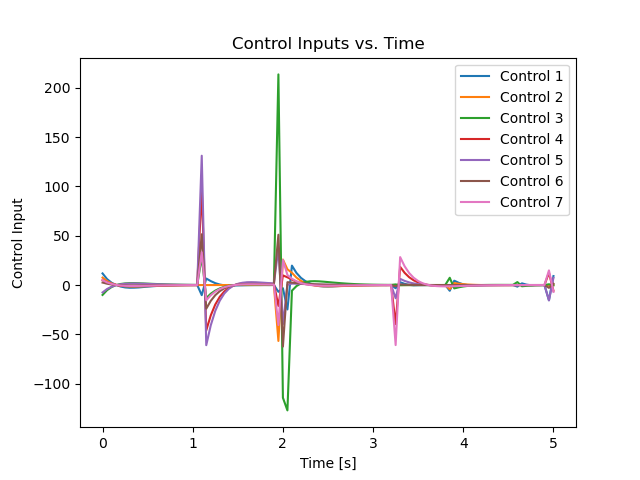 Control Inputs vs. Time
Control 1
Control 2
Control 3
Control 4
Control 5
Control 6
Control 7
200
150
100
50
0
−50
−100
Control Input
0 1 2 3 4 5
Time [s]